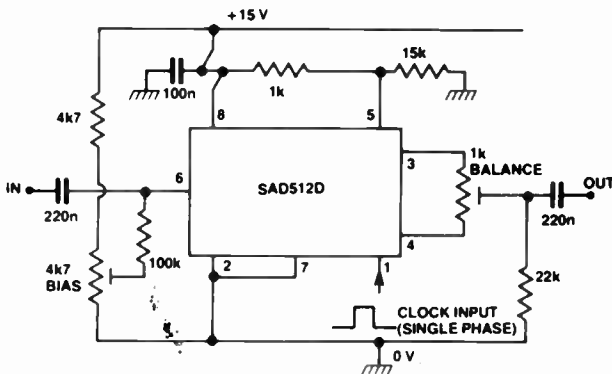 +15 V
15k
100n
1k
4k7
8
5
3
1k
BALANCE
IN
6
SAD512D
OUT
220n
220n
4
100k
2
7
1
4k7
BIAS
22k
CLOCK INPUT
(SINGLE PHASE)
0 V